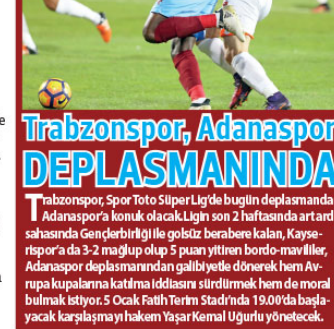 Trabzonspor, Adanaspor
DEPLASMANINDA
Trabzonspor, Spor Toto Süper Lig'de bugün deplasmanda
Adanaspor'a konuk olacak.Ligin son 2 haftasında art ard
sahasında Gençlerbirliği ile golsüz berabere kalan, Kayse-
rispor'a da 3-2 mağlup olup 5 puan yitiren bordo-mavililer,
Adanaspor deplasmanından galibiyetle dönerek hem Av-
rupa kupalarına katılma iddiasını sürdürmek hem de moral
bulmak istiyor. 5 Ocak Fatih Terim Stadı'nda 19.00'da başla-
yacak karşılaşmayı hakem Yaşar Kemal Uğurlu yönetecek.